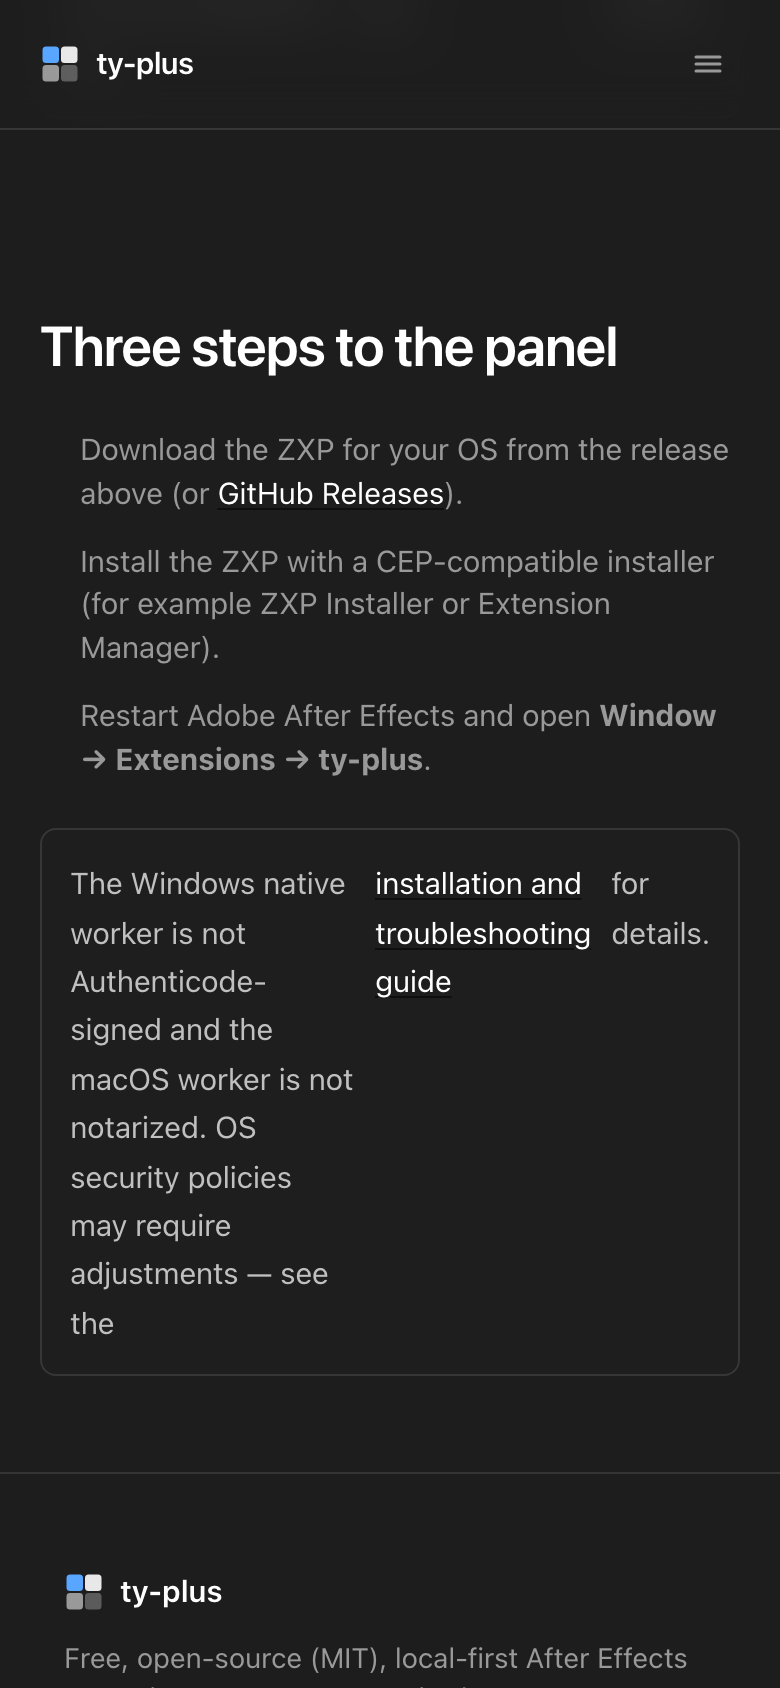 ty-plus
Three steps to the panel
Download the ZXP for your OS from the release
above (or GitHub Releases).
Install the ZXP with a CEP-compatible installer
(for example ZXP Installer or Extension
Manager).
Restart Adobe After Effects and open Window
→ Extensions → ty-plus.
The Windows native
worker is not
Authenticode-
signed and the
macOS worker is not
notarized. OS
security policies
may require
adjustments — see
the
installation and
troubleshooting
guide
for
details.
ty-plus
Free, open-source (MIT), local-first After Effects